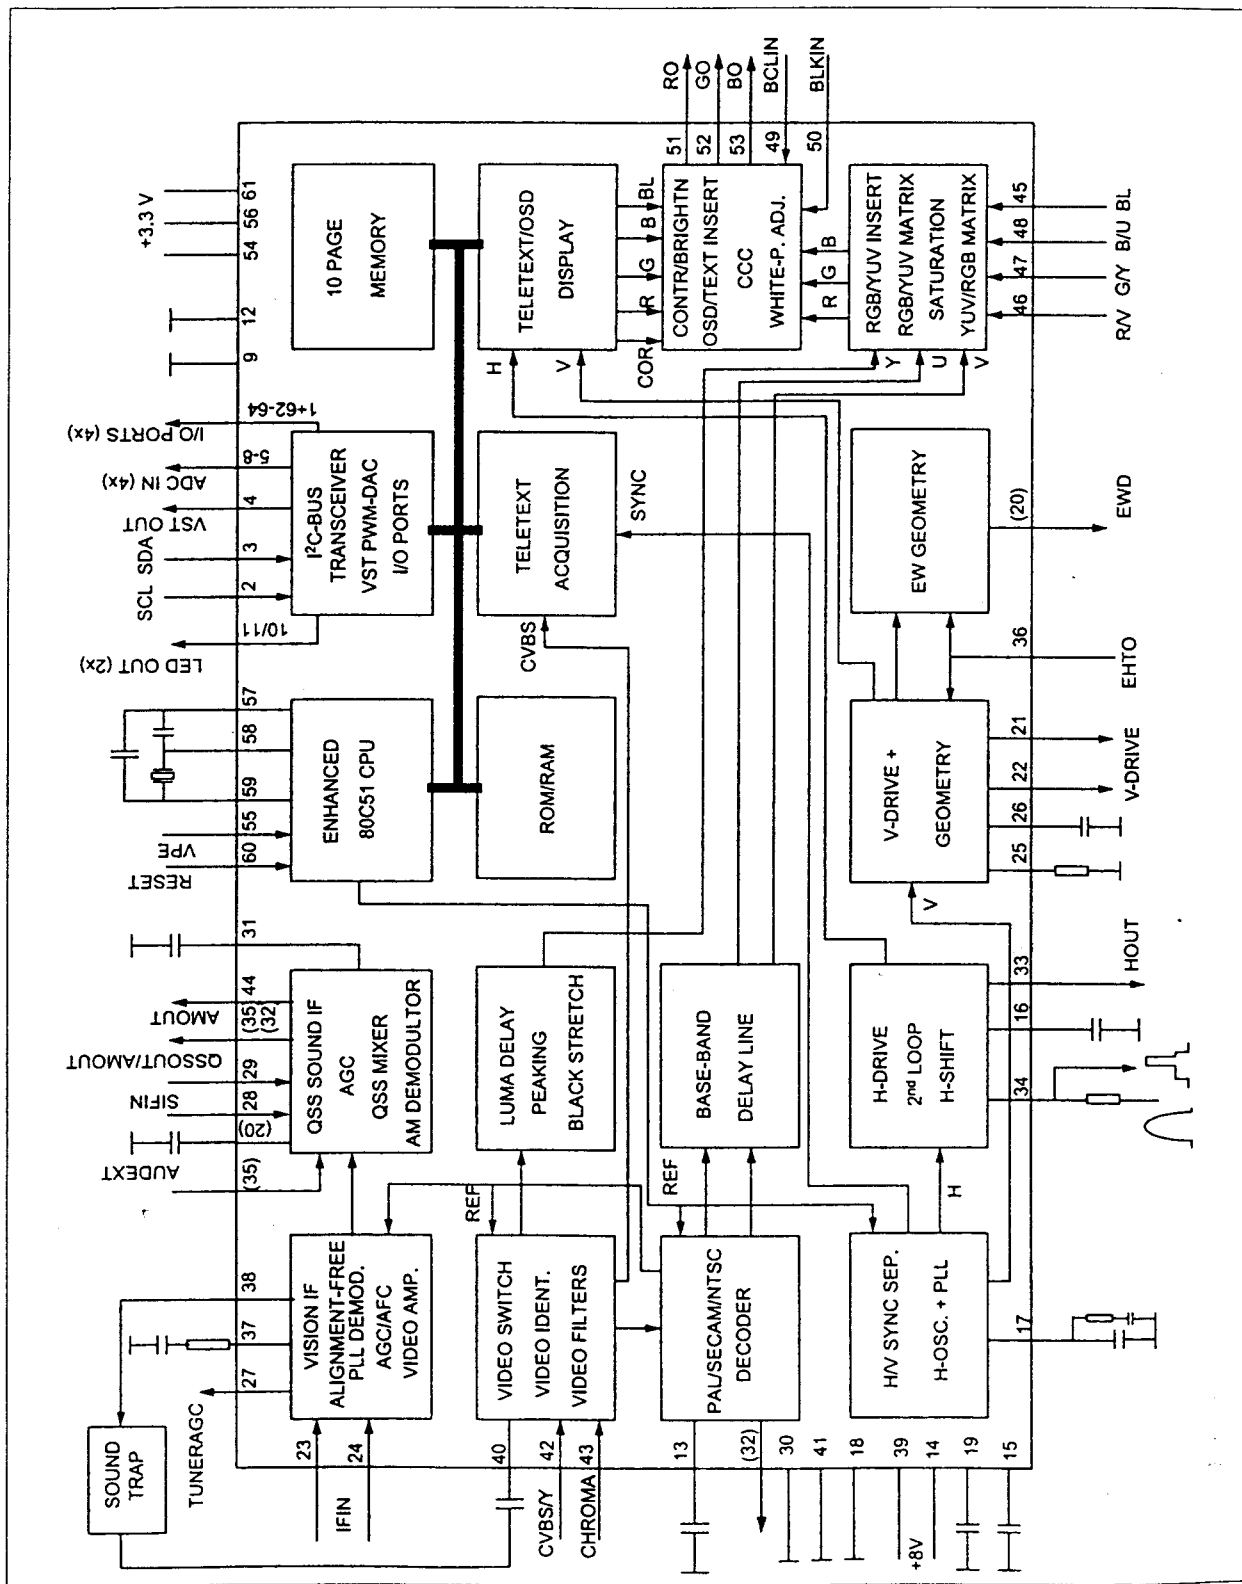 +3.3 V
54
56
61
12
9
I/O PORTS (4x)
1+62-64
ADC IN (4x)
5-8
VST OUT
4
SDA
3
SCL
2
LED OUT (2x)
10/11
57
58
59
VPE
55
RESET
60
31
AMOUT
44
(35)
(32)
QSSOUT/AMOUT
SIFIN
29
28
(20)
AUDEXT
(35)
38
37
27
TUNERAGC
SOUND
TRAP
10 PAGE
MEMORY
I²C-BUS
TRANSCEIVER
VST PWM-DAC
I/O PORTS
ENHANCED
80C51 CPU
QSS SOUND IF
AGC
QSS MIXER
AM DEMODULTOR
VISION IF
ALIGNMENT-FREE
PLL DEMOD.
AGC/AFC
VIDEO AMP.
23
24
IFIN
TELETEXT/OSD
DISPLAY
H
V
TELETEXT
ACQUISITION
CVBS
SYNC
ROM/RAM
LUMA DELAY
PEAKING
BLACK STRETCH
REF
VIDEO SWITCH
VIDEO IDENT.
VIDEO FILTERS
40
42
43
CVBS/Y
CHROMA
COR
R
G
B
BL
CONTR/BRIGHTN
OSD/TEXT INSERT
CCC
WHITE-P. ADJ.
51
52
53
49
50
RO
GO
BO
BCLIN
BLKIN
R
G
B
RGB/YUV INSERT
RGB/YUV MATRIX
SATURATION
YUV/RGB MATRIX
Y
U
V
46
47
48
45
R/V
G/Y
B/U
BL
BASE-BAND
DELAY LINE
REF
PAL/SECAM/NTSC
DECODER
13
(32)
30
41
18
39
14
19
15
+8V
EW GEOMETRY
(20)
EWD
36
EHTO
V-DRIVE +
GEOMETRY
V
21
22
26
25
V-DRIVE
H-DRIVE
2nd LOOP
H-SHIFT
33
16
34
HOUT
H
H/V SYNC SEP.
H-OSC. + PLL
17